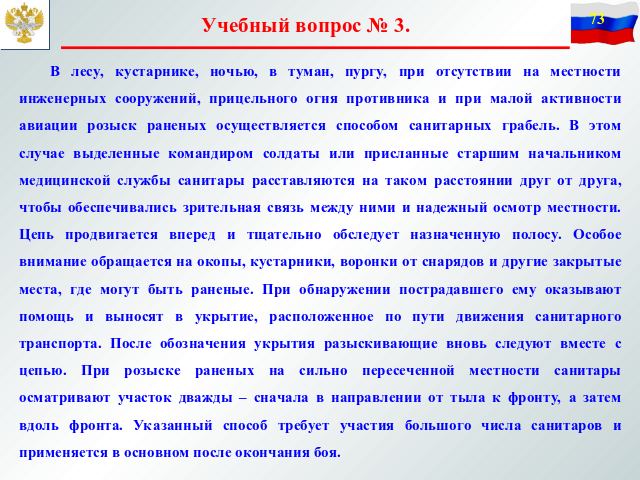 Учебный вопрос № 3.
73
В лесу, кустарнике, ночью, в туман, пургу, при отсутствии на местности
инженерных сооружений, прицельного огня противника и при малой активности
авиации розыск раненых осуществляется способом санитарных грабель. В этом
случае выделенные командиром солдаты или присланные старшим начальником
медицинской службы санитары расставляются на таком расстоянии друг от друга,
чтобы обеспечивались зрительная связь между ними и надежный осмотр местности.
Цепь продвигается вперед и тщательно обследует назначенную полосу. Особое
внимание обращается на окопы, кустарники, воронки от снарядов и другие закрытые
места, где могут быть раненые. При обнаружении пострадавшего ему оказывают
помощь и выносят в укрытие, расположенное по пути движения санитарного
транспорта. После обозначения укрытия разыскивающие вновь следуют вместе с
цепью. При розыске раненых на сильно пересеченной местности санитары
осматривают участок дважды – сначала в направлении от тыла к фронту, а затем
вдоль фронта. Указанный способ требует участия большого числа санитаров и
применяется в основном после окончания боя.